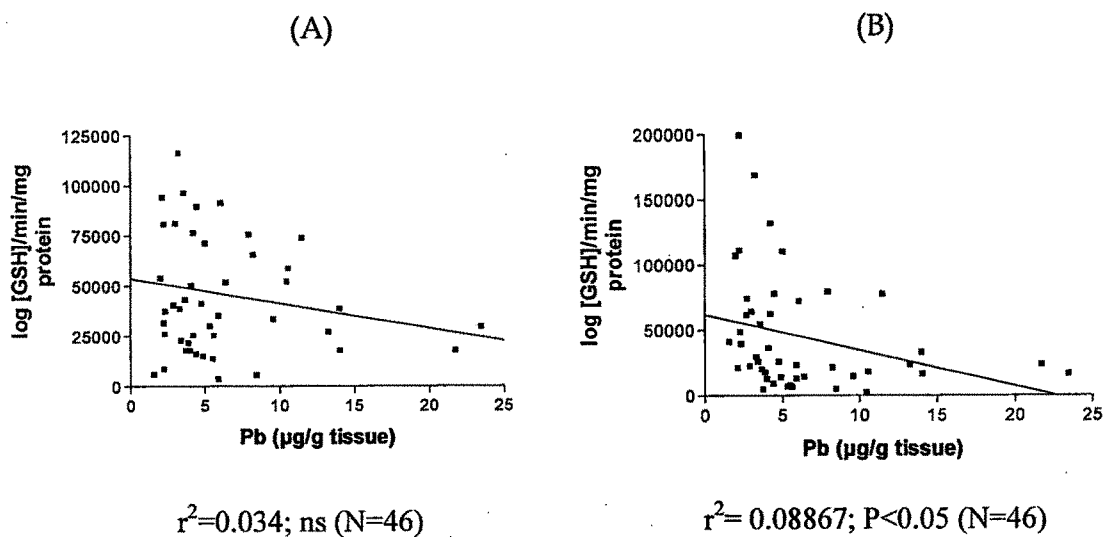 (A)
(B)
log [GSH]/min/mg
protein
125000
100000
75000
50000
25000
0
0 5 10 15 20 25
Pb (µg/g tissue)
r²=0.034; ns (N=46)
log [GSH]/min/mg
protein
200000
150000
100000
50000
0
0 5 10 15 20 25
Pb (µg/g tissue)
r²= 0.08867; P<0.05 (N=46)